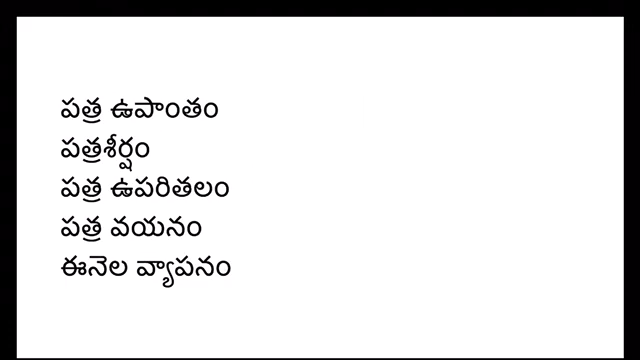 పత్ర ఉపాంతం
పత్రశీర్షం
పత్ర ఉపరితలం
పత్ర వయనం
ఈనెల వ్యాపనం